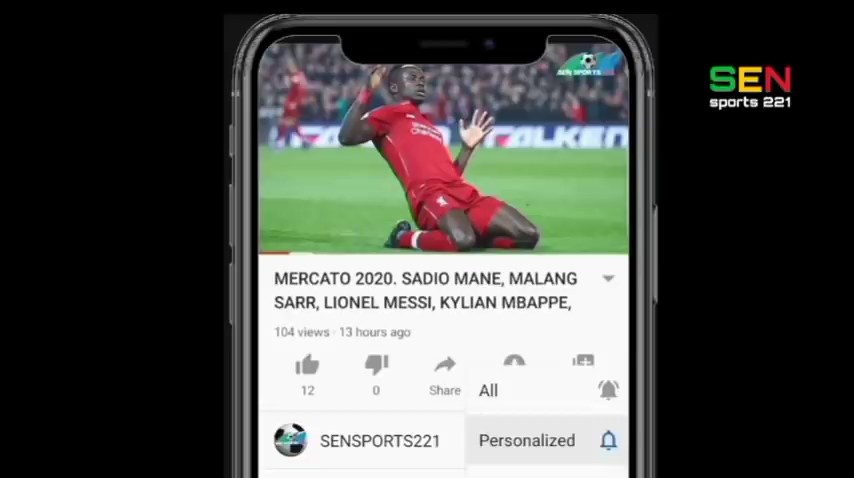 SEN SPORTS
SEN
sports 221
FALKEN
MERCATO 2020. SADIO MANE, MALANG
SARR, LIONEL MESSI, KYLIAN MBAPPE,
104 views · 13 hours ago
12
0
Share
All
SENSPORTS221
Personalized